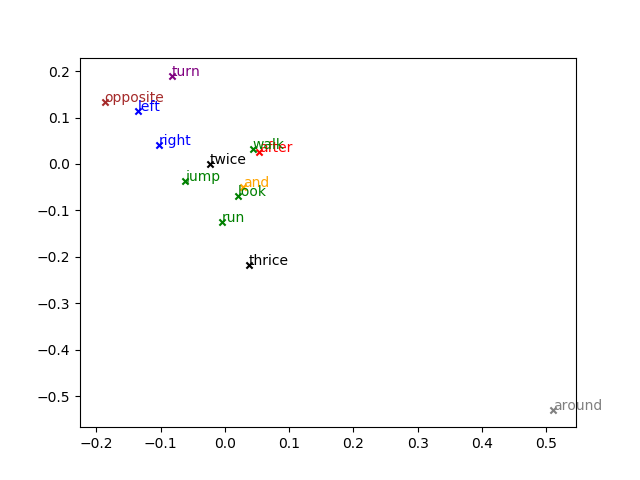 0.2
turn
opposite
left
0.1
right
walk
after
0.0
twice
jump
and
look
−0.1
run
−0.2
thrice
−0.3
−0.4
−0.5
around
−0.2
−0.1
0.0
0.1
0.2
0.3
0.4
0.5